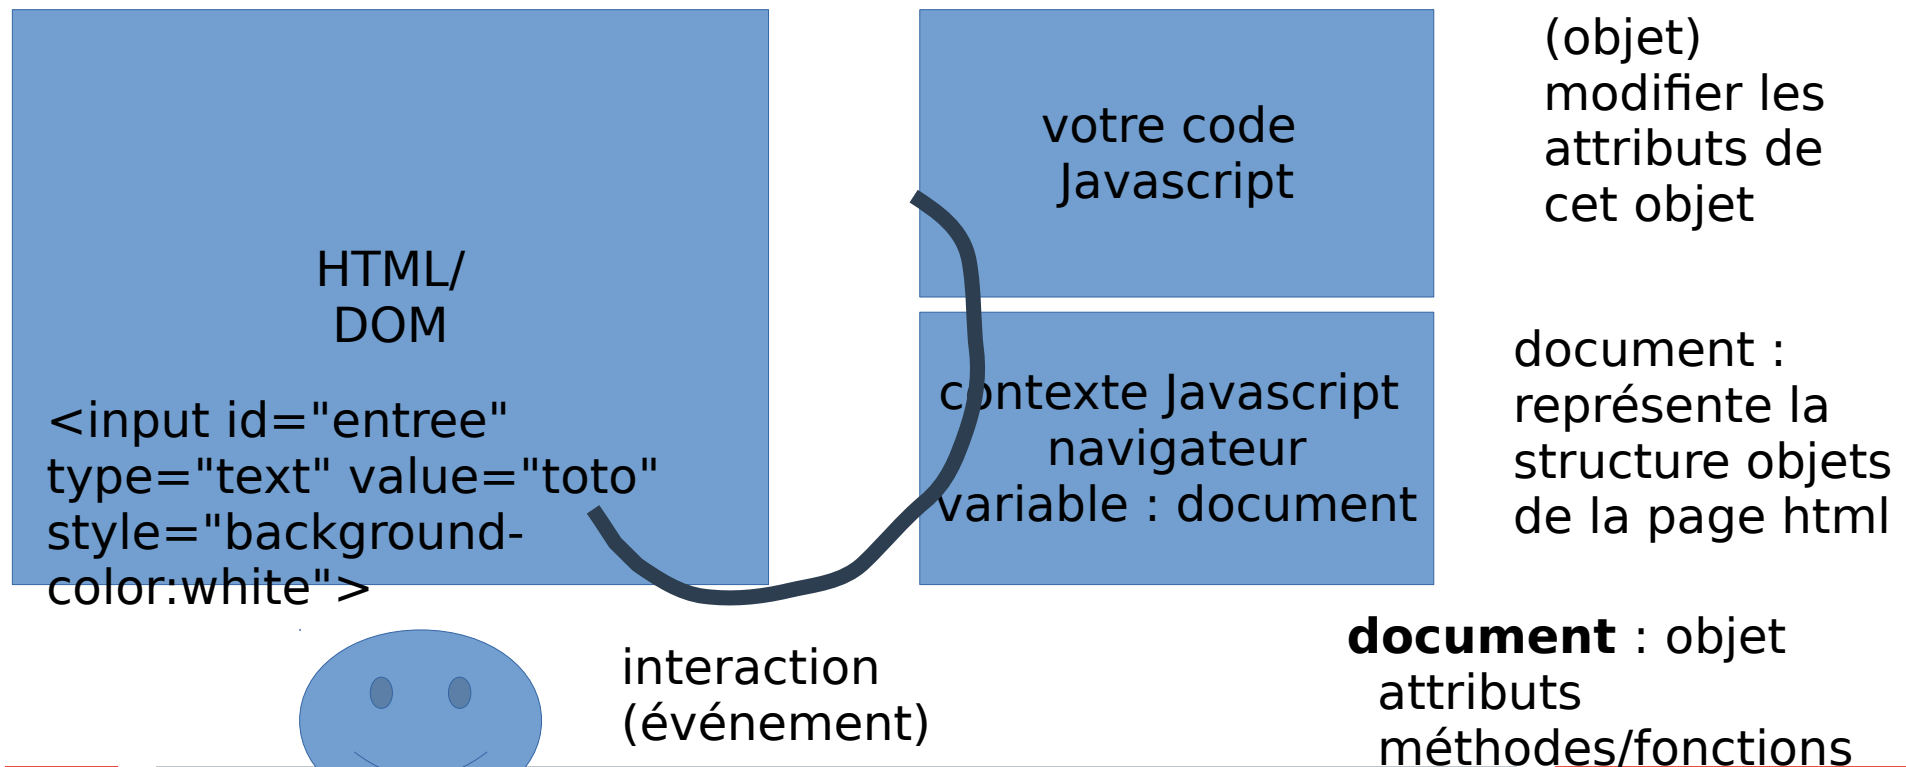 HTML/
DOM
<input id="entree"
type="text" value="toto"
style="background-
color:white">
votre code
Javascript
contexte Javascript
navigateur
variable : document
(objet)
modifier les
attributs de
cet objet
document :
représente la
structure objets
de la page html
interaction
(événement)
document : objet
attributs
méthodes/fonctions